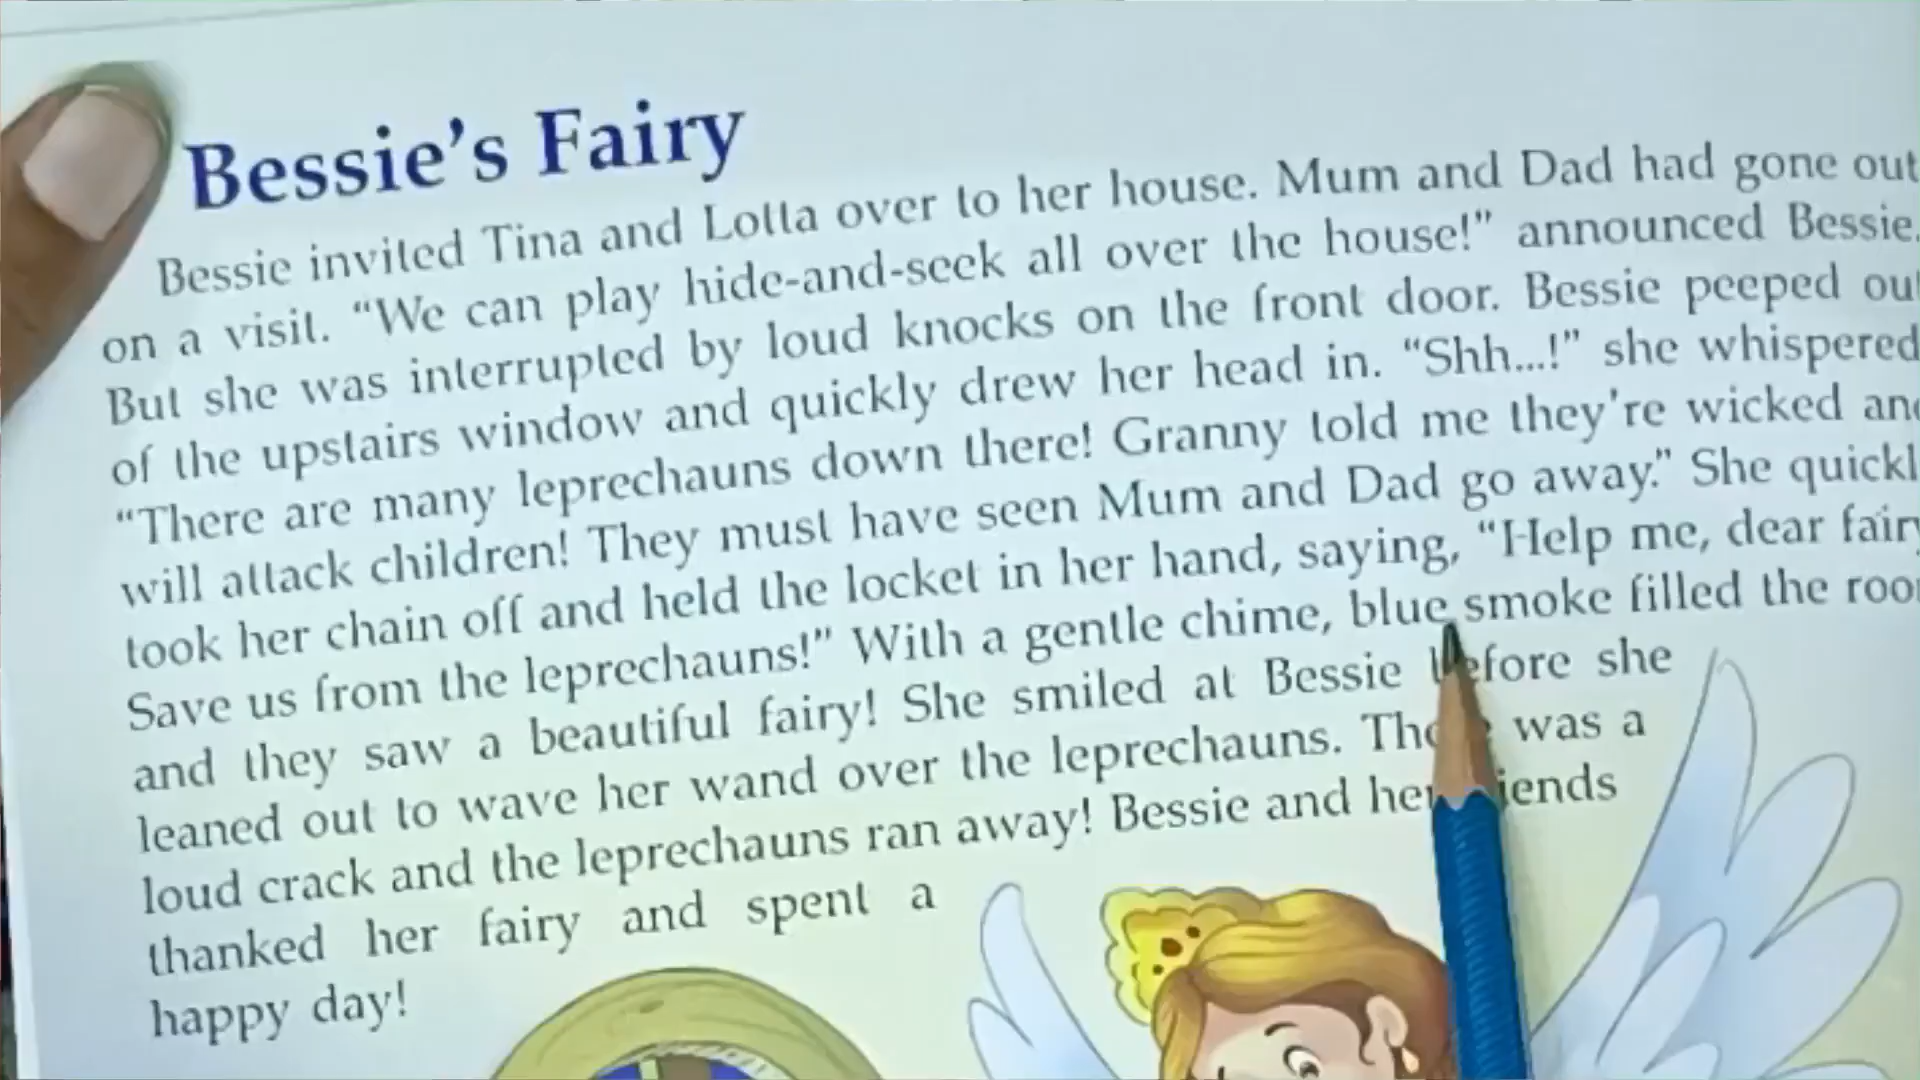 Bessie's Fairy
Bessie invited Tina and Lotta over to her house. Mum and Dad had gone out
on a visit. “We can play hide-and-seek all over the house!” announced Bessie.
But she was interrupted by loud knocks on the front door. Bessie peeped out
of the upstairs window and quickly drew her head in. “Shh...!” she whispered
“There are many leprechauns down there! Granny told me they're wicked and
will attack children! They must have seen Mum and Dad go away.” She quickl
took her chain off and held the locket in her hand, saying, “Help me, dear fairy
Save us from the leprechauns!” With a gentle chime, blue smoke filled the roo
and they saw a beautiful fairy! She smiled at Bessie before she
leaned out to wave her wand over the leprechauns. There was a
loud crack and the leprechauns ran away! Bessie and her friends
thanked her fairy and spent a
happy day!